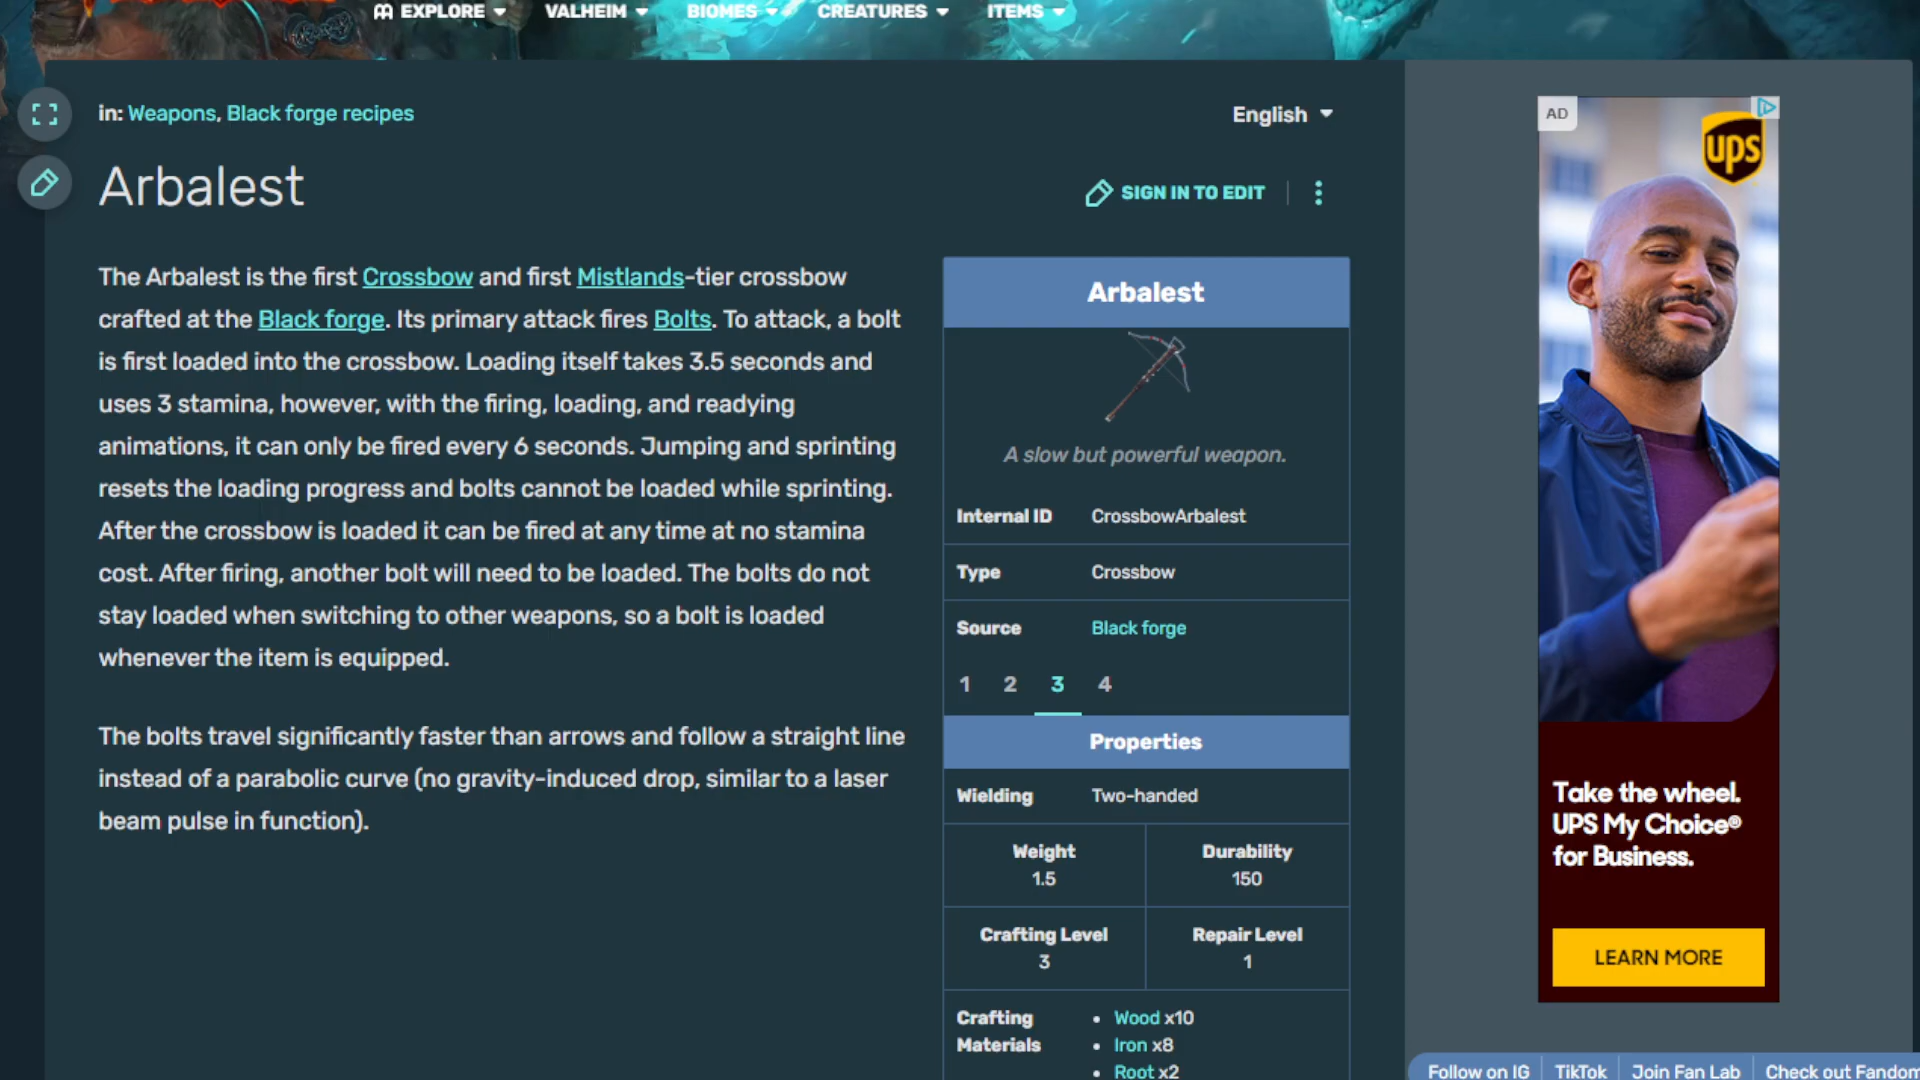 EXPLORE VALHEIM BIOMES CREATURES ITEMS
in: Weapons, Black forge recipes
English
Arbalest
SIGN IN TO EDIT
The Arbalest is the first Crossbow and first Mistlands-tier crossbow
crafted at the Black forge. Its primary attack fires Bolts. To attack, a bolt
is first loaded into the crossbow. Loading itself takes 3.5 seconds and
uses 3 stamina, however, with the firing, loading, and readying
animations, it can only be fired every 6 seconds. Jumping and sprinting
resets the loading progress and bolts cannot be loaded while sprinting.
After the crossbow is loaded it can be fired at any time at no stamina
cost. After firing, another bolt will need to be loaded. The bolts do not
stay loaded when switching to other weapons, so a bolt is loaded
whenever the item is equipped.
The bolts travel significantly faster than arrows and follow a straight line
instead of a parabolic curve (no gravity-induced drop, similar to a laser
beam pulse in function).
Arbalest
A slow but powerful weapon.
Internal ID CrossbowArbalest
Type Crossbow
Source Black forge
1 2 3 4
Properties
Wielding Two-handed
Weight Durability
1.5 150
Crafting Level Repair Level
3 1
Crafting Materials
• Wood x10
• Iron x8
• Root x2
AD
ups
Take the wheel.
UPS My Choice®
for Business.
LEARN MORE
Follow on IG TikTok Join Fan Lab Check out Fandom